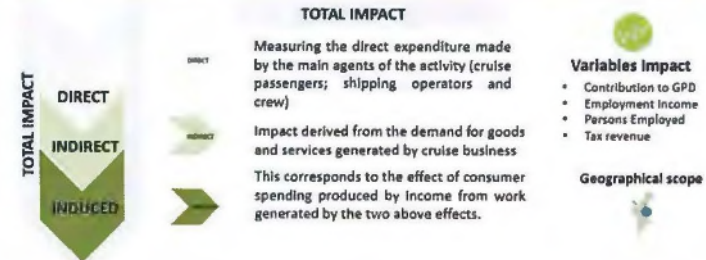 TOTAL IMPACT
TOTAL IMPACT
DIRECT
INDIRECT
INDUCED
DIRECT
Measuring the direct expenditure made
by the main agents of the activity (cruise
passengers; shipping operators and
crew)
INDIRECT
Impact derived from the demand for goods
and services generated by cruise business
This corresponds to the effect of consumer
spending produced by income from work
generated by the two above effects.
Variables Impact
• Contribution to GPD
• Employment Income
• Persons Employed
• Tax revenue
Geographical scope